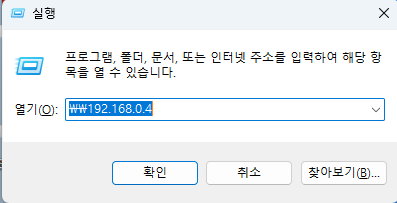 실행
프로그램, 폴더, 문서, 또는 인터넷 주소를 입력하여 해당 항
목을 열 수 있습니다.
열기(O): ₩₩192.168.0.4
확인 취소 찾아보기(B)...